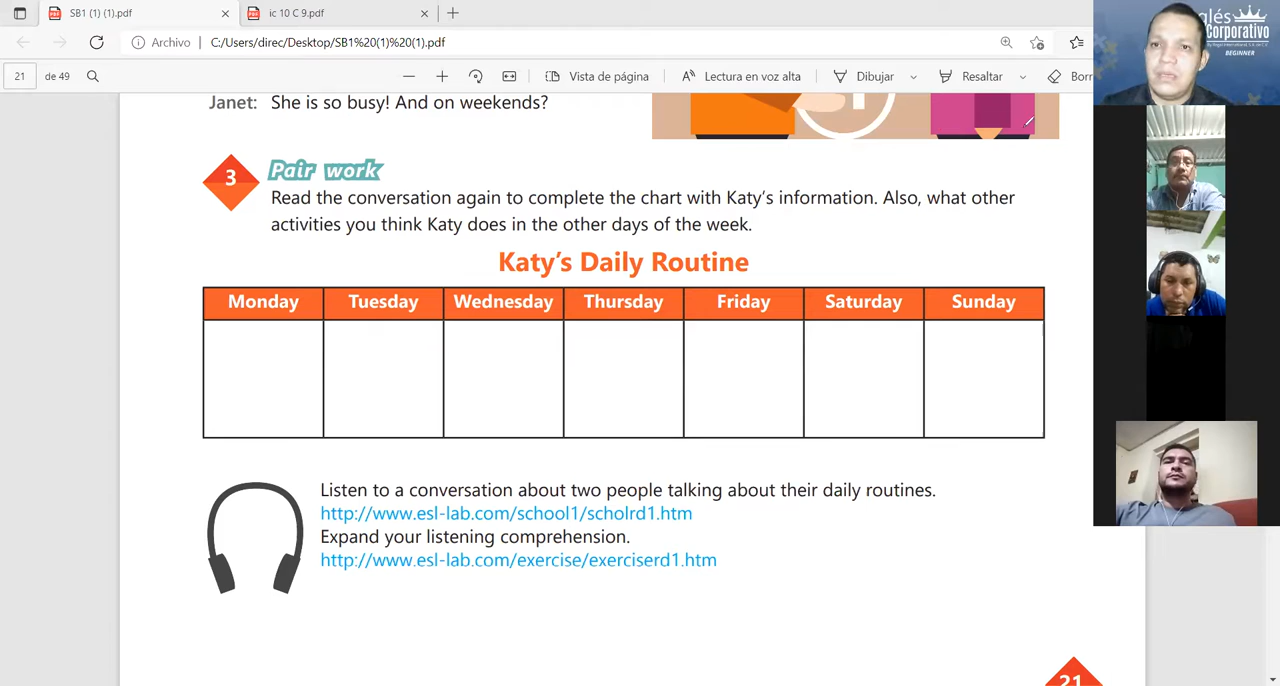 SB1 (1) (1).pdf
ic 10 C 9.pdf
Archivo
C:/Users/direc/Desktop/SB1%20(1)%20(1).pdf
21
de 49
Vista de página
Lectura en voz alta
Dibujar
Resaltar
Borr
glés
Corporativo
BEGINNER
Janet: She is so busy! And on weekends?
3
Pair work
Read the conversation again to complete the chart with Katy's information. Also, what other
activities you think Katy does in the other days of the week.
Katy's Daily Routine
Monday Tuesday Wednesday Thursday Friday Saturday Sunday
Listen to a conversation about two people talking about their daily routines.
http://www.esl-lab.com/school1/scholrd1.htm
Expand your listening comprehension.
http://www.esl-lab.com/exercise/exerciserd1.htm
21